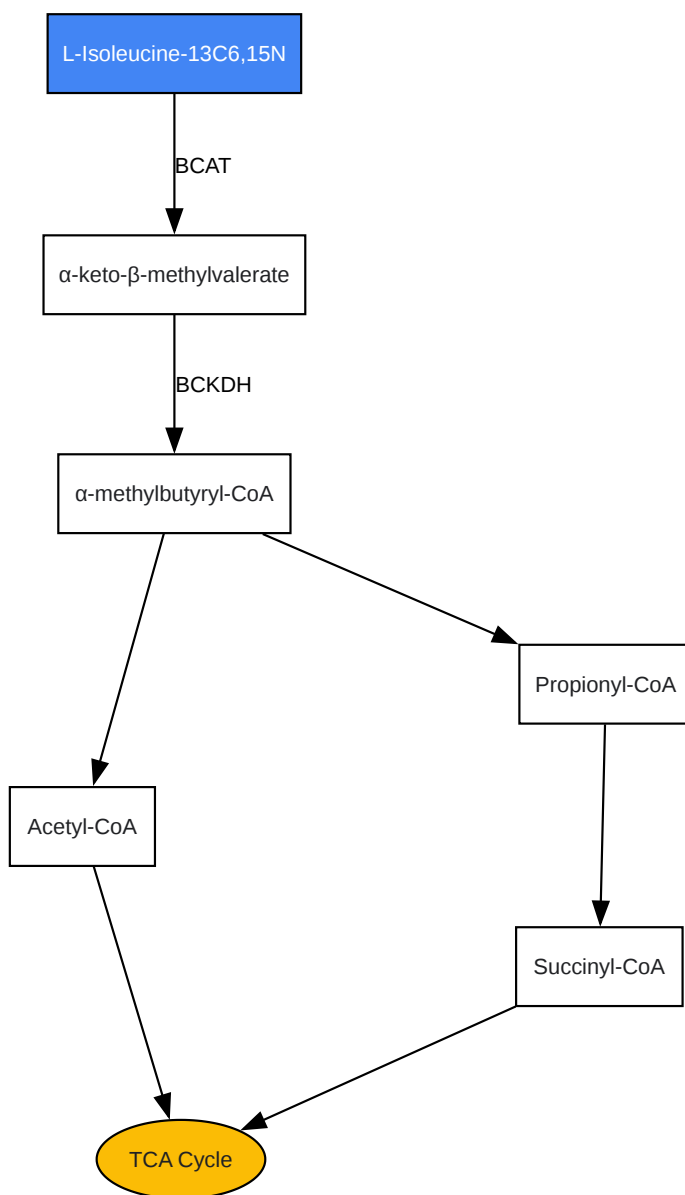 L-Isoleucine-13C6,15N
BCAT
α-keto-β-methylvalerate
BCKDH
α-methylbutyryl-CoA
Propionyl-CoA
Acetyl-CoA
Succinyl-CoA
TCA Cycle